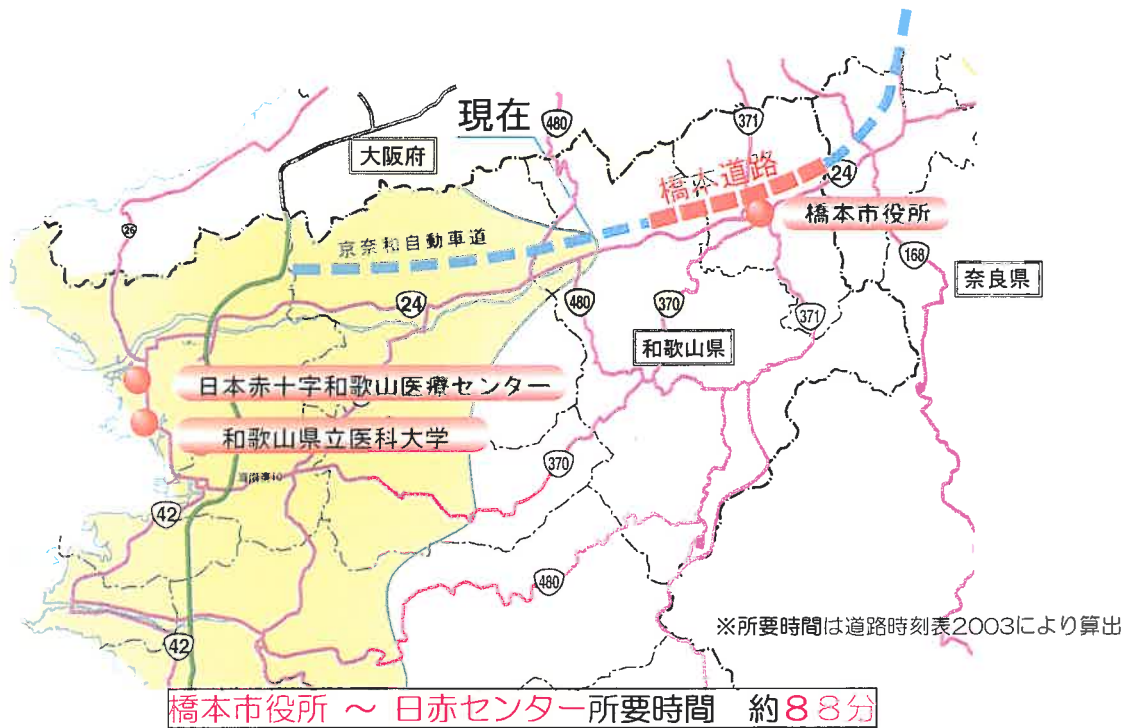 現在
480
371
大阪府
橋本道路
24
26
橋本市役所
京奈和自動車道
168
奈良県
24
480
370
371
和歌山県
日本赤十字和歌山医療センター
和歌山県立医科大学
370
42
480
42
※所要時間は道路時刻表2003により算出
橋本市役所 ～ 日赤センター所要時間 約88分